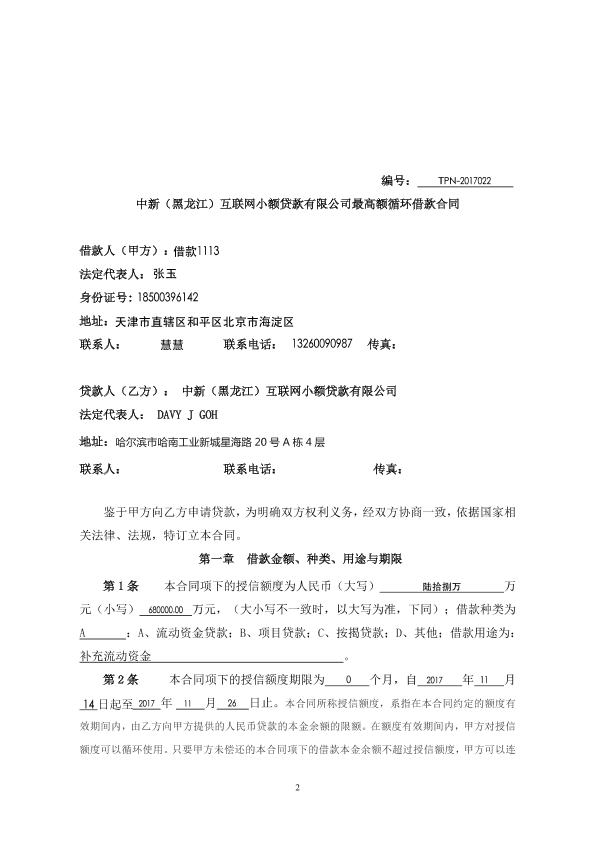 编号： TPN-2017022
中新（黑龙江）互联网小额贷款有限公司最高额循环借款合同
借款人（甲方）：借款1113
法定代表人：张玉
身份证号：18500396142
地址：天津市直辖区和平区北京市海淀区
联系人： 慧慧 联系电话： 13260090987 传真：
贷款人（乙方）： 中新（黑龙江）互联网小额贷款有限公司
法定代表人： DAVY J GOH
地址：哈尔滨市哈南工业新城星海路 20 号 A 栋 4 层
联系人： 联系电话： 传真：
鉴于甲方向乙方申请贷款，为明确双方权利义务，经双方协商一致，依据国家相
关法律、法规，特订立本合同。
第一章 借款金额、种类、用途与期限
第 1 条 本合同项下的授信额度为人民币（大写） 陆拾捌万 万
元（小写） 680000.00 万元，（大小写不一致时，以大写为准，下同）；借款种类为
A ；A、流动资金贷款；B、项目贷款；C、按揭贷款；D、其他；借款用途为：
补充流动资金 。
第 2 条 本合同项下的授信额度期限为 0 个月，自 2017 年 11 月
14 日起至 2017 年 11 月 26 日止。本合同所称授信额度，系指在本合同约定的额度有
效期间内，由乙方向甲方提供的人民币贷款的本金余额的限额。在额度有效期间内，甲方对授信
额度可以循环使用。只要甲方未偿还的本合同项下的借款本金余额不超过授信额度，甲方可以连
2